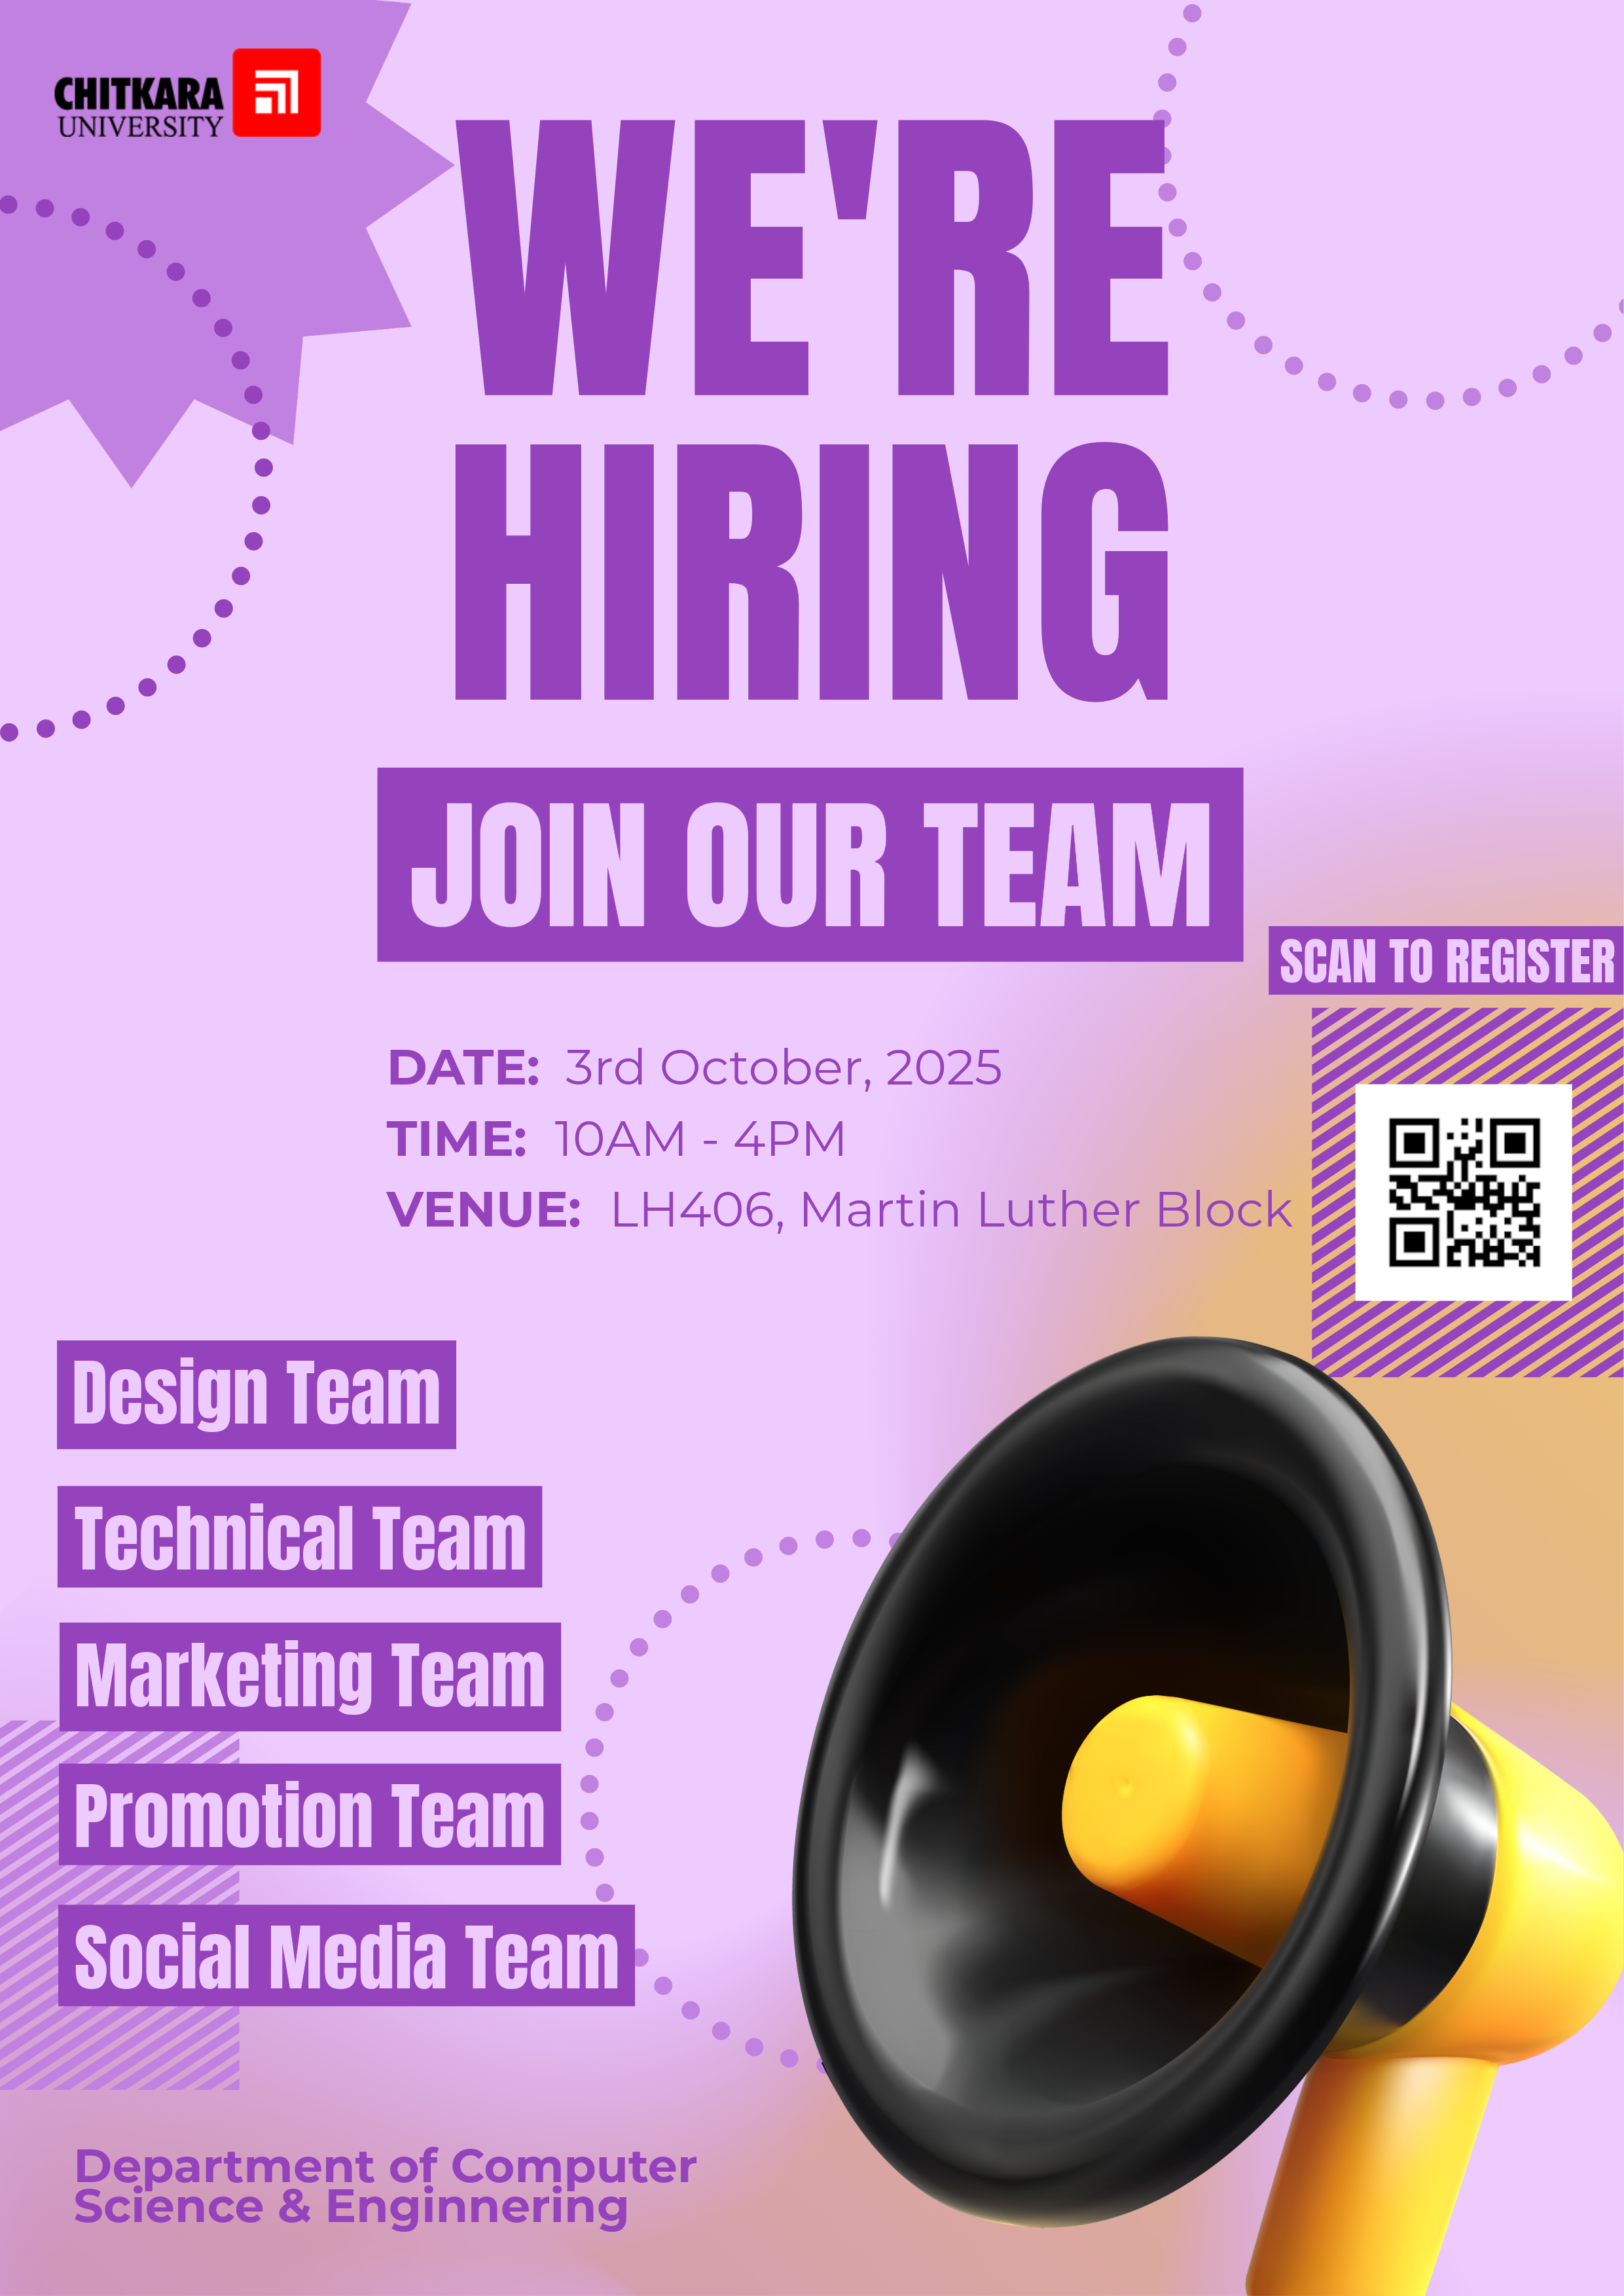 CHITKARA
UNIVERSITY
WE'RE
HIRING
JOIN OUR TEAM
SCAN TO REGISTER
DATE: 3rd October, 2025
TIME: 10AM - 4PM
VENUE: LH406, Martin Luther Block
Design Team
Technical Team
Marketing Team
Promotion Team
Social Media Team
Department of Computer
Science & Enginnering